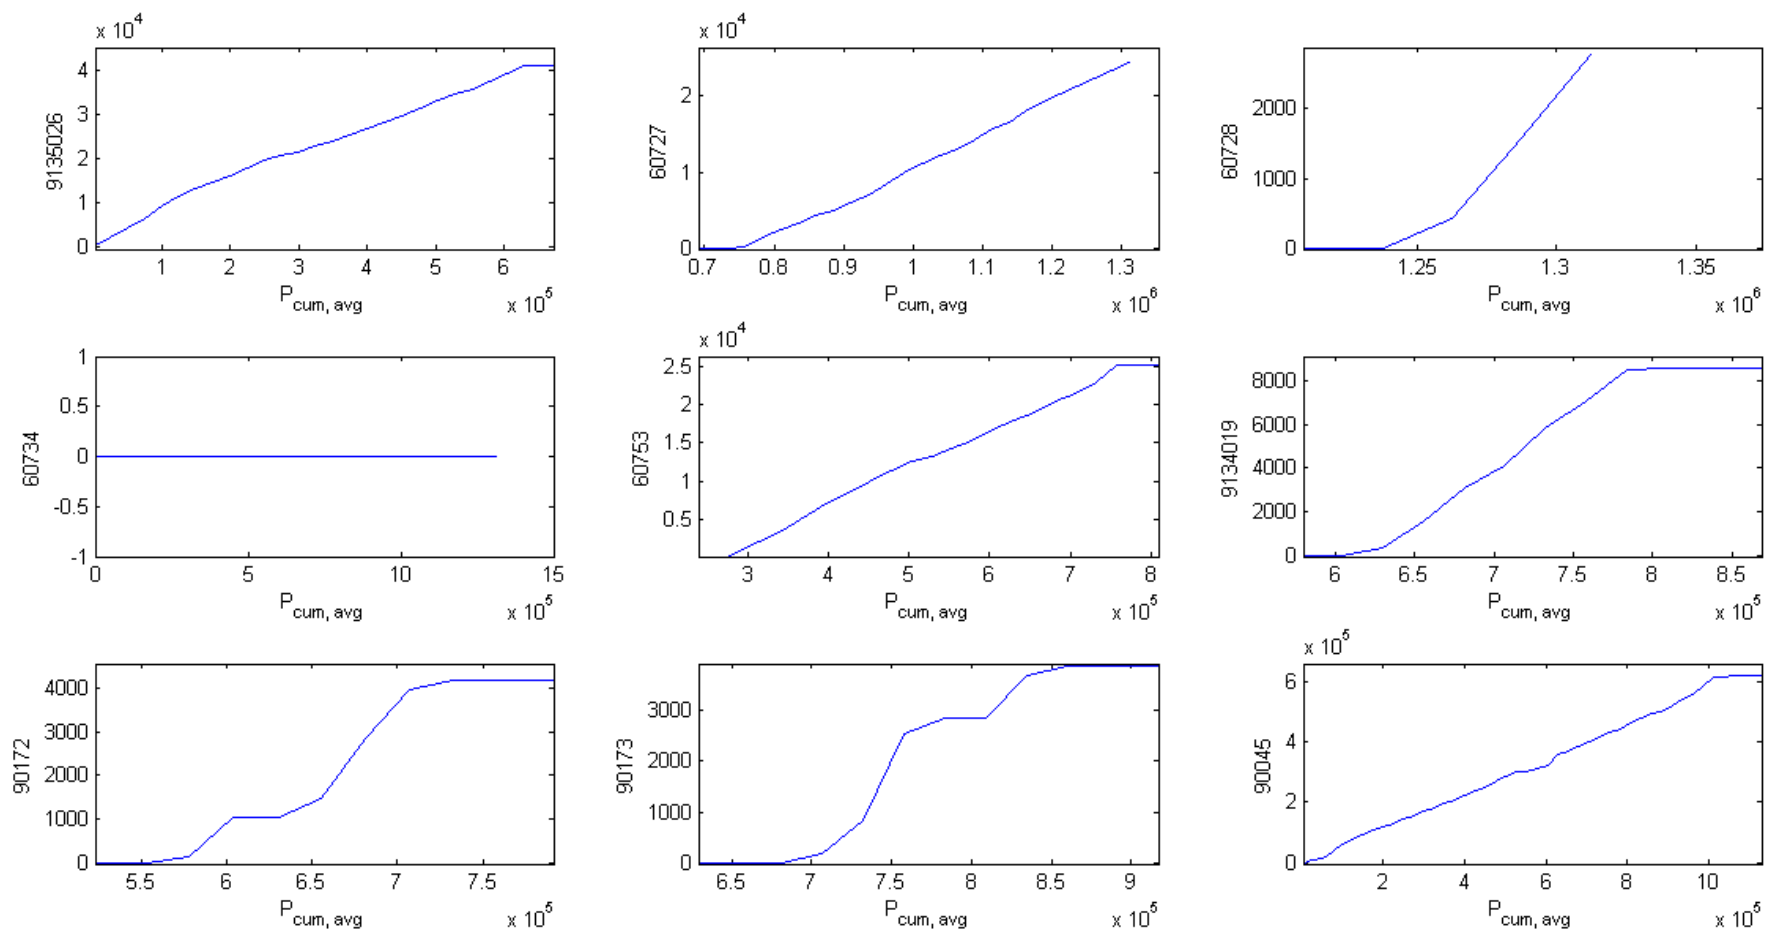 x 10^4
9135026
4
3
2
1
0
1 2 3 4 5 6
P_cum, avg
x 10^5
x 10^4
60727
2
1
0
0.7 0.8 0.9 1 1.1 1.2 1.3
P_cum, avg
x 10^6
60728
2000
1000
0
1.25 1.3 1.35
P_cum, avg
x 10^6
60734
1
0.5
0
-0.5
-1
0 5 10 15
P_cum, avg
x 10^5
x 10^4
60753
2.5
2
1.5
1
0.5
3 4 5 6 7 8
P_cum, avg
x 10^5
9134019
8000
6000
4000
2000
0
6 6.5 7 7.5 8 8.5
P_cum, avg
x 10^5
90172
4000
3000
2000
1000
0
5.5 6 6.5 7 7.5
P_cum, avg
x 10^5
90173
3000
2000
1000
0
6.5 7 7.5 8 8.5 9
P_cum, avg
x 10^5
x 10^5
90045
6
4
2
0
2 4 6 8 10
P_cum, avg
x 10^5